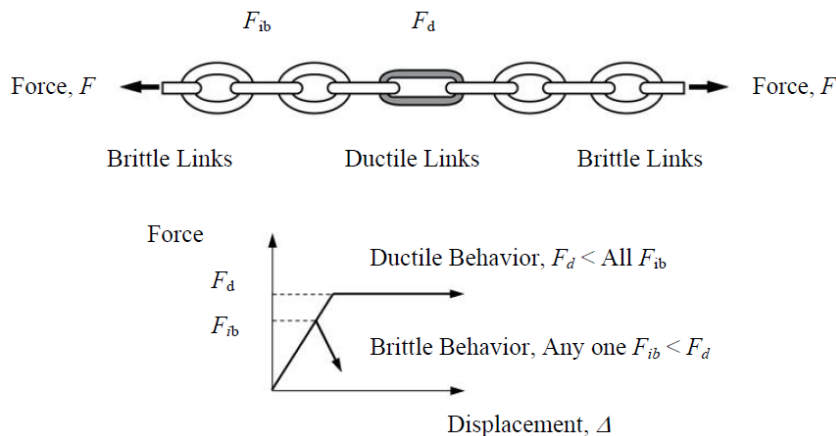 F_ib F_d
Force, F Force, F
Brittle Links Ductile Links Brittle Links
Force
Ductile Behavior, F_d < All F_ib
F_d
F_ib
Brittle Behavior, Any one F_ib < F_d
Displacement, Δ